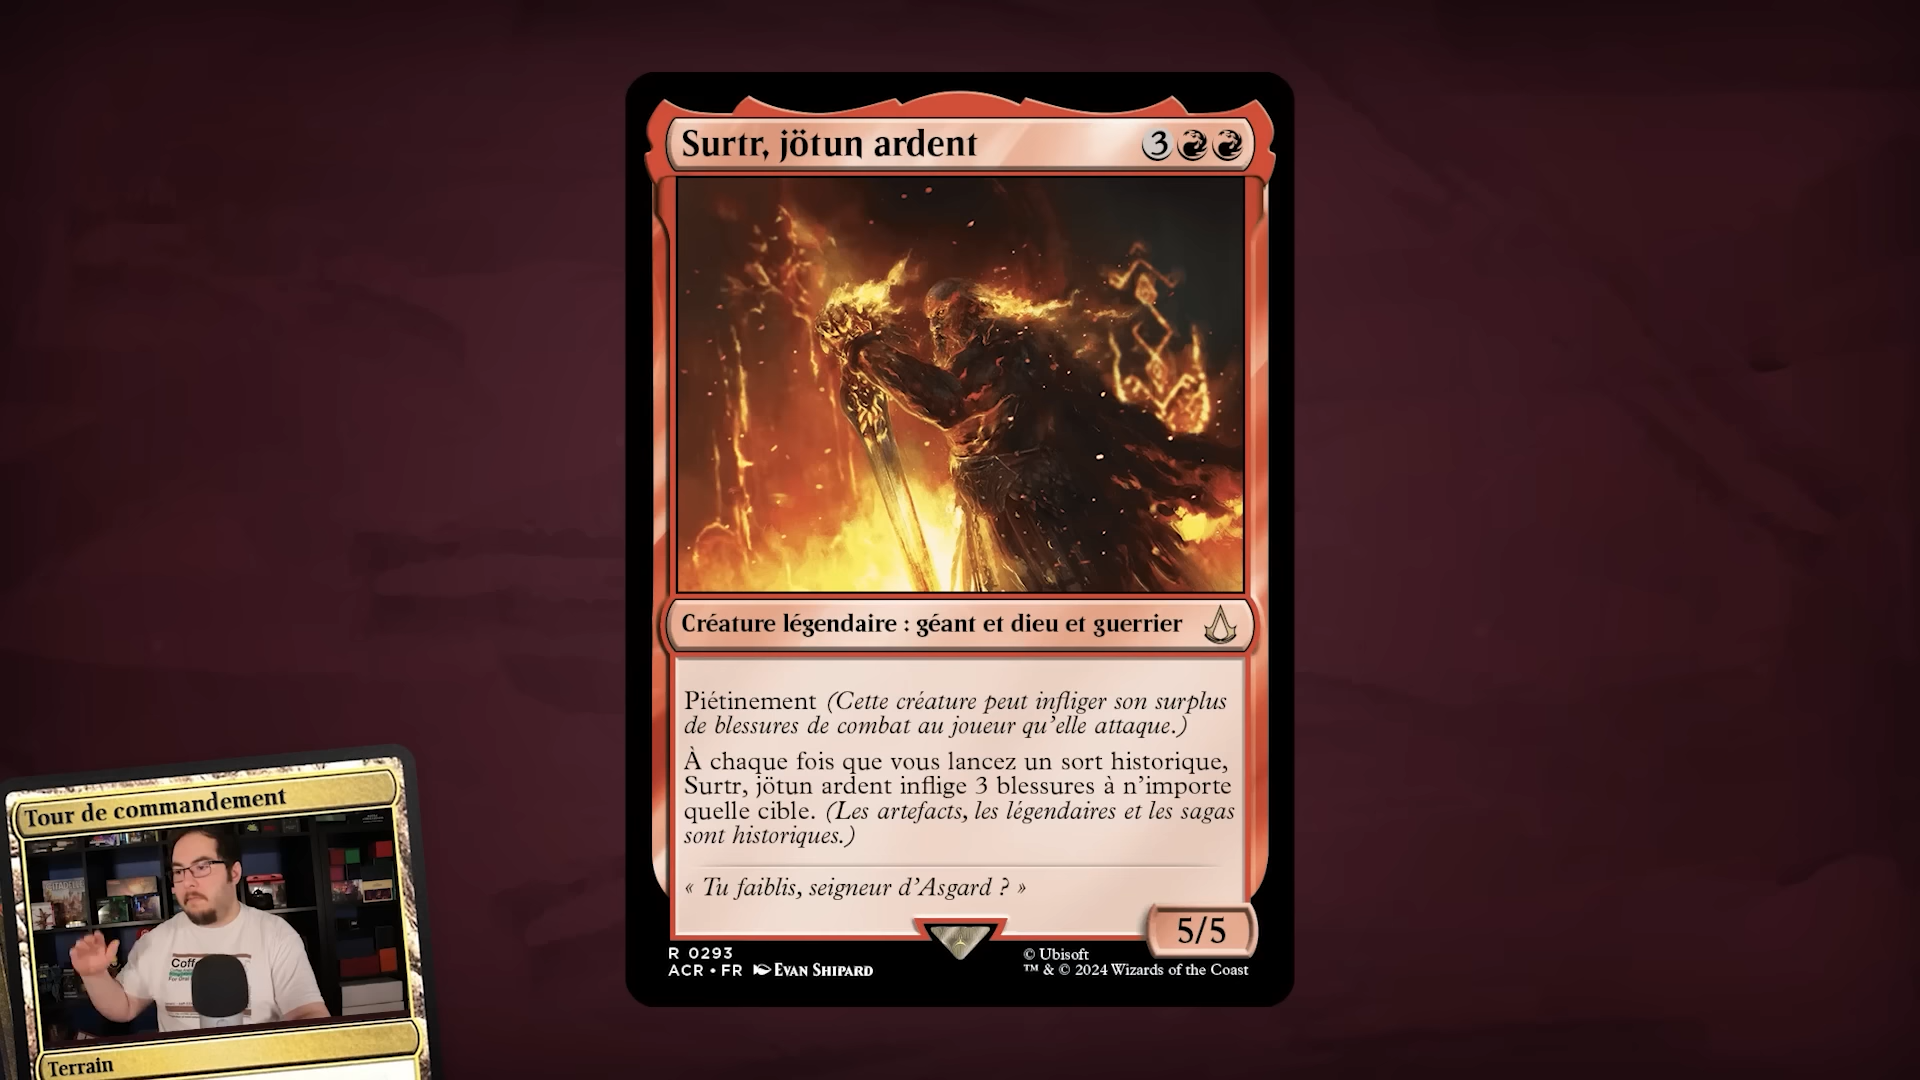 Surtr, jötun ardent
3
Créature légendaire : géant et dieu et guerrier
Piétinement (Cette créature peut infliger son surplus
de blessures de combat au joueur qu'elle attaque.)
À chaque fois que vous lancez un sort historique,
Surtr, jötun ardent inflige 3 blessures à n'importe
quelle cible. (Les artefacts, les légendaires et les sagas
sont historiques.)
« Tu faiblis, seigneur d'Asgard ? »
5/5
R 0293
ACR • FR EVAN SHIPARD
© Ubisoft
™ & © 2024 Wizards of the Coast
Tour de commandement
CITADELLES
Coffe
Terrain